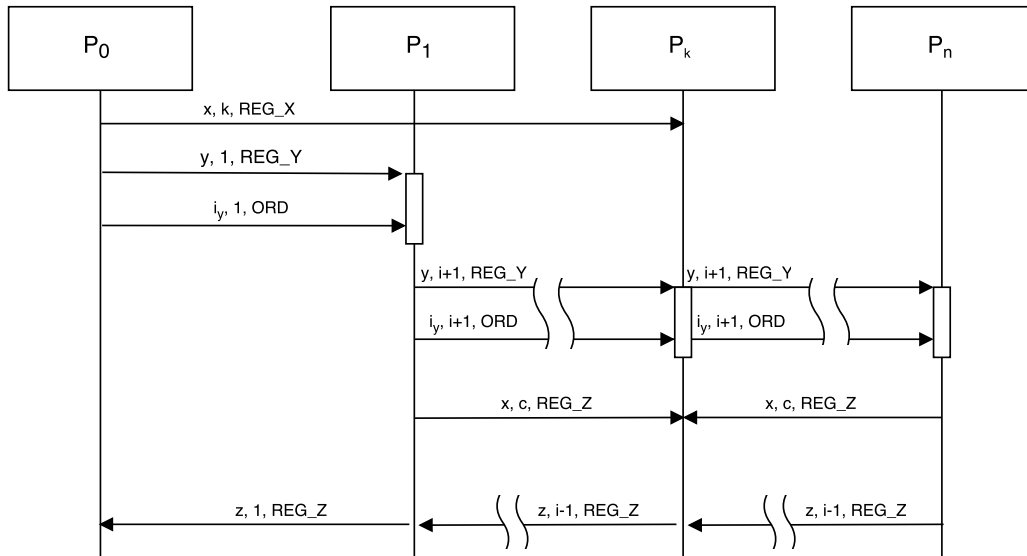 P0
P1
Pk
Pn
x, k, REG_X
y, 1, REG_Y
iy, 1, ORD
y, i+1, REG_Y
y, i+1, REG_Y
iy, i+1, ORD
iy, i+1, ORD
x, c, REG_Z
x, c, REG_Z
z, 1, REG_Z
z, i-1, REG_Z
z, i-1, REG_Z